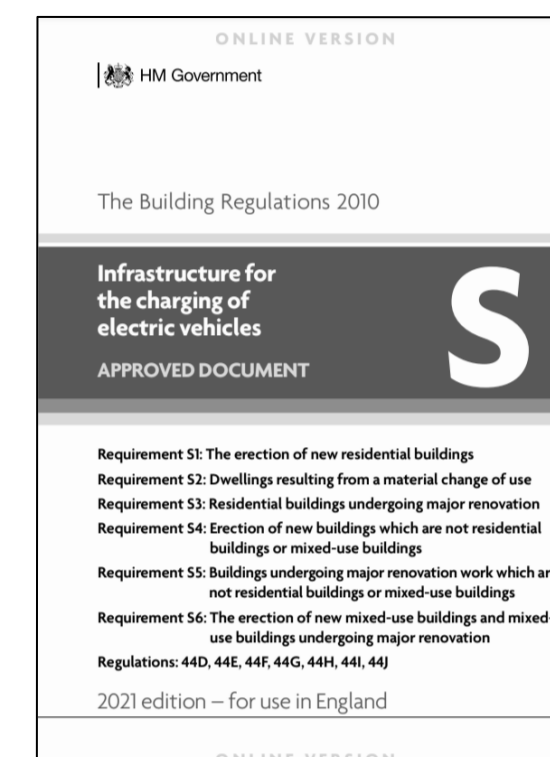 ONLINE VERSION
HM Government
The Building Regulations 2010
Infrastructure for
the charging of
electric vehicles
S
APPROVED DOCUMENT
Requirement S1: The erection of new residential buildings
Requirement S2: Dwellings resulting from a material change of use
Requirement S3: Residential buildings undergoing major renovation
Requirement S4: Erection of new buildings which are not residential
buildings or mixed-use buildings
Requirement S5: Buildings undergoing major renovation work which ar
not residential buildings or mixed-use buildings
Requirement S6: The erection of new mixed-use buildings and mixed-
use buildings undergoing major renovation
Regulations: 44D, 44E, 44F, 44G, 44H, 44I, 44J
2021 edition – for use in England
ONLINE VERSION